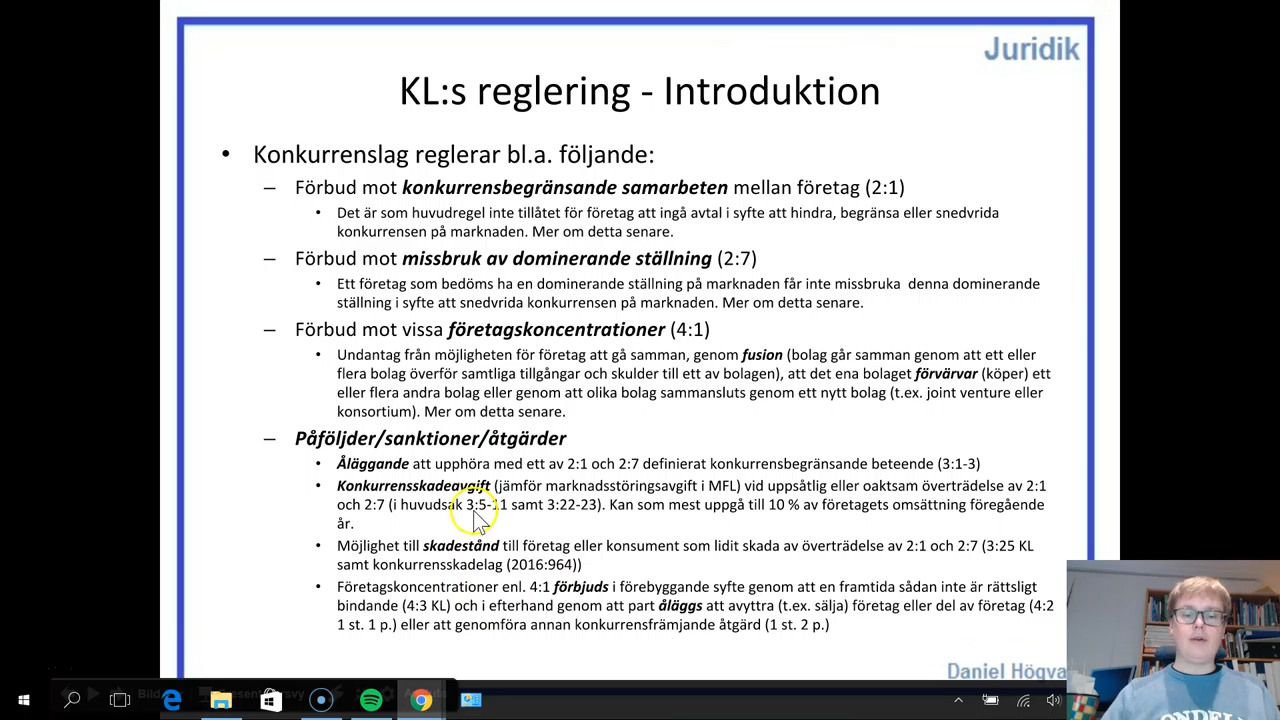 Juridik
KL:s reglering - Introduktion
• Konkurrenslag reglerar bl.a. följande:
– Förbud mot konkurrensbegränsande samarbeten mellan företag (2:1)
• Det är som huvudregel inte tillåtet för företag att ingå avtal i syfte att hindra, begränsa eller snedvrida
konkurrensen på marknaden. Mer om detta senare.
– Förbud mot missbruk av dominerande ställning (2:7)
• Ett företag som bedöms ha en dominerande ställning på marknaden får inte missbruka denna dominerande
ställning i syfte att snedvrida konkurrensen på marknaden. Mer om detta senare.
– Förbud mot vissa företagskoncentrationer (4:1)
• Undantag från möjligheten för företag att gå samman, genom fusion (bolag går samman genom att ett eller
flera bolag överför samtliga tillgångar och skulder till ett av bolagen), att det ena bolaget förvärvar (köper) ett
eller flera andra bolag eller genom att olika bolag sammansluts genom ett nytt bolag (t.ex. joint venture eller
konsortium). Mer om detta senare.
– Påföljder/sanktioner/åtgärder
• Åläggande att upphöra med ett av 2:1 och 2:7 definierat konkurrensbegränsande beteende (3:1-3)
• Konkurrensskadeavgift (jämför marknadsstöringsavgift i MFL) vid uppsåtlig eller oaktsam överträdelse av 2:1
och 2:7 (i huvudsak 3:5-11 samt 3:22-23). Kan som mest uppgå till 10 % av företagets omsättning föregående
år.
• Möjlighet till skadestånd till företag eller konsument som lidit skada av överträdelse av 2:1 och 2:7 (3:25 KL
samt konkurrensskadelag (2016:964))
• Företagskoncentrationer enl. 4:1 förbjuds i förebyggande syfte genom att en framtida sådan inte är rättsligt
bindande (4:3 KL) och i efterhand genom att part åläggs att avyttra (t.ex. sälja) företag eller del av företag (4:2
1 st. 1 p.) eller att genomföra annan konkurrensfrämjande åtgärd (1 st. 2 p.)
Daniel Högva